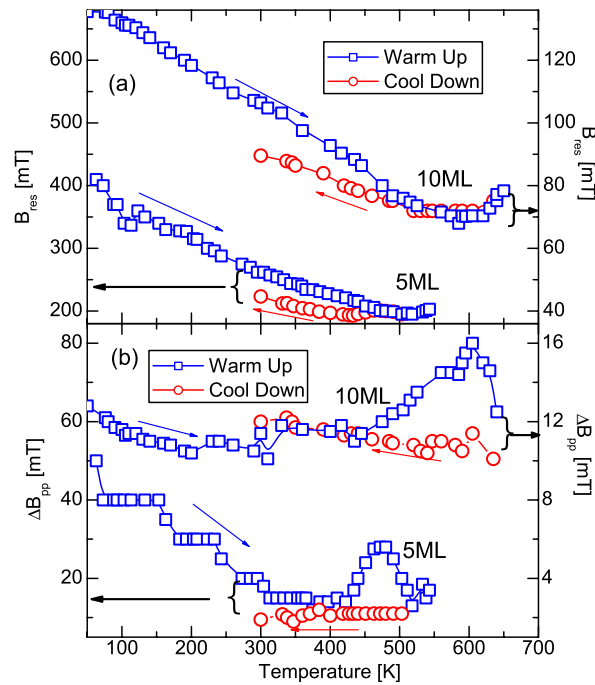 (a)
Warm Up
Cool Down
10ML
5ML
600
500
400
300
200
B_res [mT]
120
100
80
60
40
B_res [mT]
(b)
Warm Up
Cool Down
10ML
5ML
80
60
40
20
ΔB_pp [mT]
16
12
8
4
ΔB_pp [mT]
100 200 300 400 500 600 700
Temperature [K]